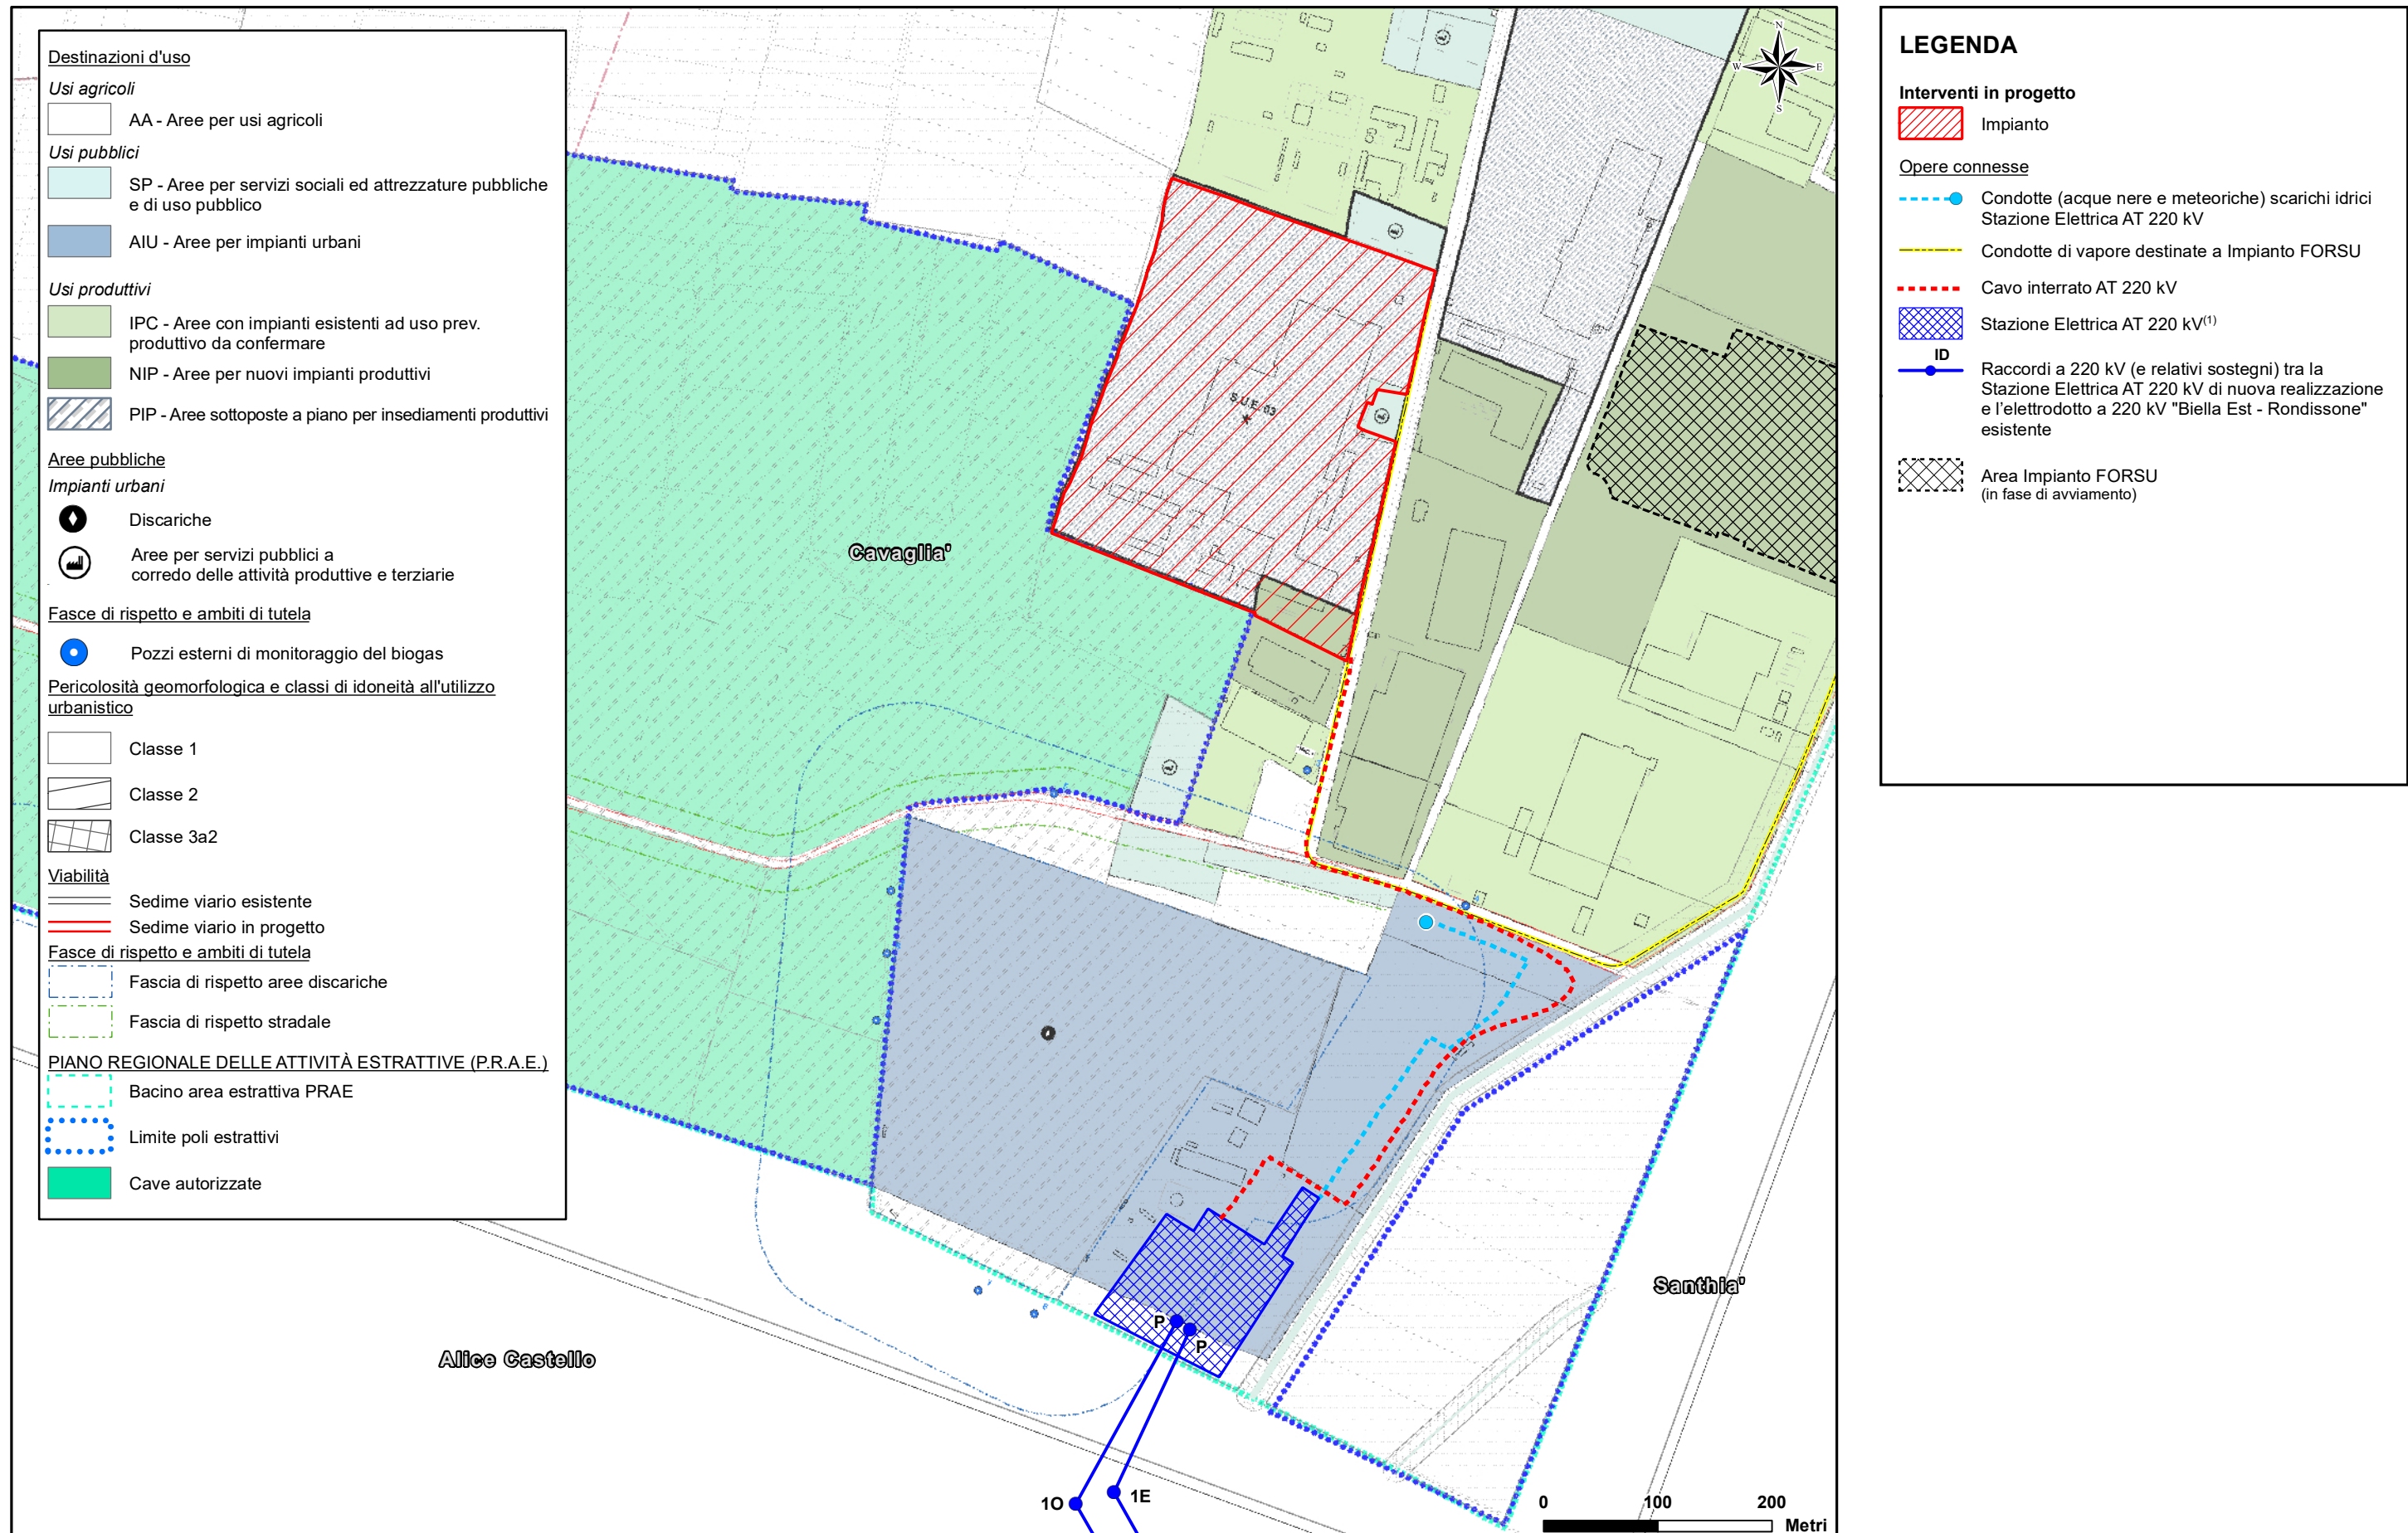 Destinazioni d'uso
Usi agricoli
AA - Aree per usi agricoli
Usi pubblici
SP - Aree per servizi sociali ed attrezzature pubbliche
e di uso pubblico
AIU - Aree per impianti urbani
Usi produttivi
IPC - Aree con impianti esistenti ad uso prev.
produttivo da confermare
NIP - Aree per nuovi impianti produttivi
PIP - Aree sottoposte a piano per insediamenti produttivi
Aree pubbliche
Impianti urbani
Discariche
Aree per servizi pubblici a
corredo delle attività produttive e terziarie
Fasce di rispetto e ambiti di tutela
Pozzi esterni di monitoraggio del biogas
Pericolosità geomorfologica e classi di idoneità all'utilizzo
urbanistico
Classe 1
Classe 2
Classe 3a2
Viabilità
Sedime viario esistente
Sedime viario in progetto
Fasce di rispetto e ambiti di tutela
Fascia di rispetto aree discariche
Fascia di rispetto stradale
PIANO REGIONALE DELLE ATTIVITÀ ESTRATTIVE (P.R.A.E.)
Bacino area estrattiva PRAE
Limite poli estrattivi
Cave autorizzate
N
W
E
S
S.U.E. 03
Cavaglia'
Santhia'
Alice Castello
P
P
1O
1E
0 100 200
Metri
LEGENDA
Interventi in progetto
Impianto
Opere connesse
Condotte (acque nere e meteoriche) scarichi idrici
Stazione Elettrica AT 220 kV
Condotte di vapore destinate a Impianto FORSU
Cavo interrato AT 220 kV
Stazione Elettrica AT 220 kV(1)
ID
Raccordi a 220 kV (e relativi sostegni) tra la
Stazione Elettrica AT 220 kV di nuova realizzazione
e l'elettrodotto a 220 kV "Biella Est - Rondissone"
esistente
Area Impianto FORSU
(in fase di avviamento)